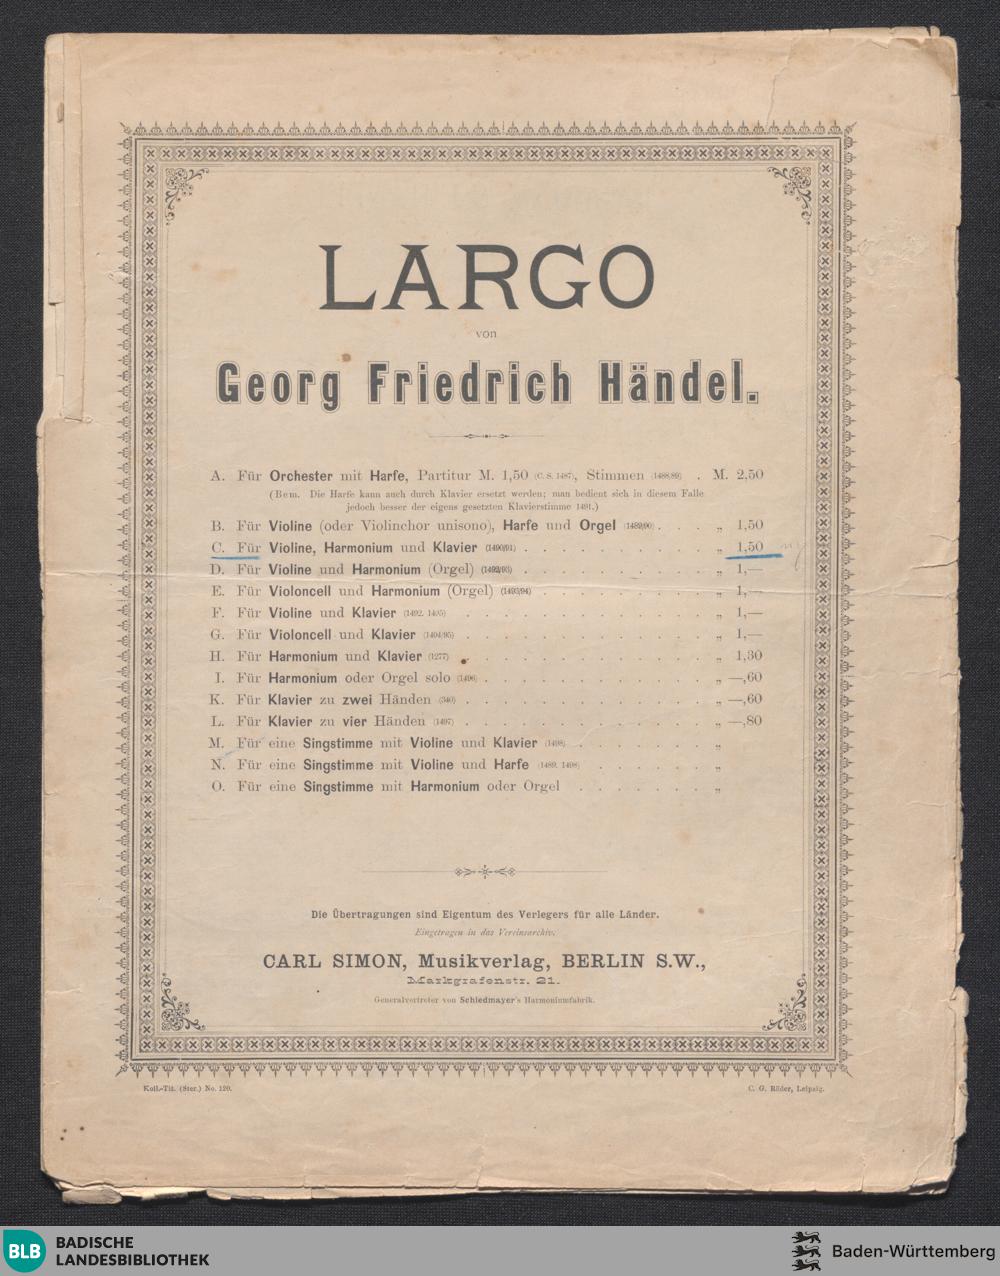 LARGO
von
Georg Friedrich Händel.
A. Für Orchester mit Harfe, Partitur M. 1,50 (C. S. 1487), Stimmen (1488/89) . M. 2,50
(Bem. Die Harfe kann auch durch Klavier ersetzt werden; man bedient sich in diesem Falle
jedoch besser der eigens gesetzten Klavierstimme 1491.)
B. Für Violine (oder Violinchor unisono), Harfe und Orgel (1489/90) . . . „ 1,50
C. Für Violine, Harmonium und Klavier (1490/91) . . . . . . . . . „ 1,50
D. Für Violine und Harmonium (Orgel) (1492/93) . . . . . . . . . „ 1,—
E. Für Violoncell und Harmonium (Orgel) (1493/94) . . . . . . . . „ 1,—
F. Für Violine und Klavier (1492. 1495) . . . . . . . . . . . . „ 1,—
G. Für Violoncell und Klavier (1494/95) . . . . . . . . . . . . „ 1,—
H. Für Harmonium und Klavier (1277) . . . . . . . . . . . . „ 1,30
I. Für Harmonium oder Orgel solo (1496) . . . . . . . . . . . „ —,60
K. Für Klavier zu zwei Händen (340) . . . . . . . . . . . . „ —,60
L. Für Klavier zu vier Händen (1497) . . . . . . . . . . . . „ —,80
M. Für eine Singstimme mit Violine und Klavier (1498) . . . . . . . „
N. Für eine Singstimme mit Violine und Harfe (1489. 1498) . . . . . . „
O. Für eine Singstimme mit Harmonium oder Orgel . . . . . . . „
Die Übertragungen sind Eigentum des Verlegers für alle Länder.
Eingetragen in das Vereinsarchiv.
CARL SIMON, Musikverlag, BERLIN S.W.,
Markgrafenstr. 21.
Generalvertreter von Schiedmayer's Harmoniumfabrik.
Koll.-Tit. (Ster.) No. 120.
C. G. Röder, Leipzig.
BLB BADISCHE
LANDESBIBLIOTHEK
Baden-Württemberg